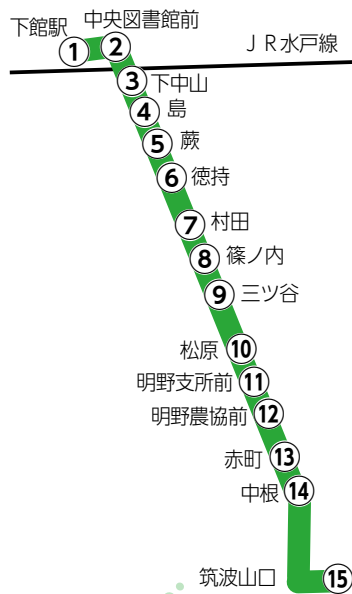 下館駅
中央図書館前
JR水戸線
1
2
3 下中山
4 島
5 蕨
6 徳持
7 村田
8 篠ノ内
9 三ツ谷
松原 10
明野支所前 11
明野農協前 12
赤町 13
中根 14
筑波山口 15